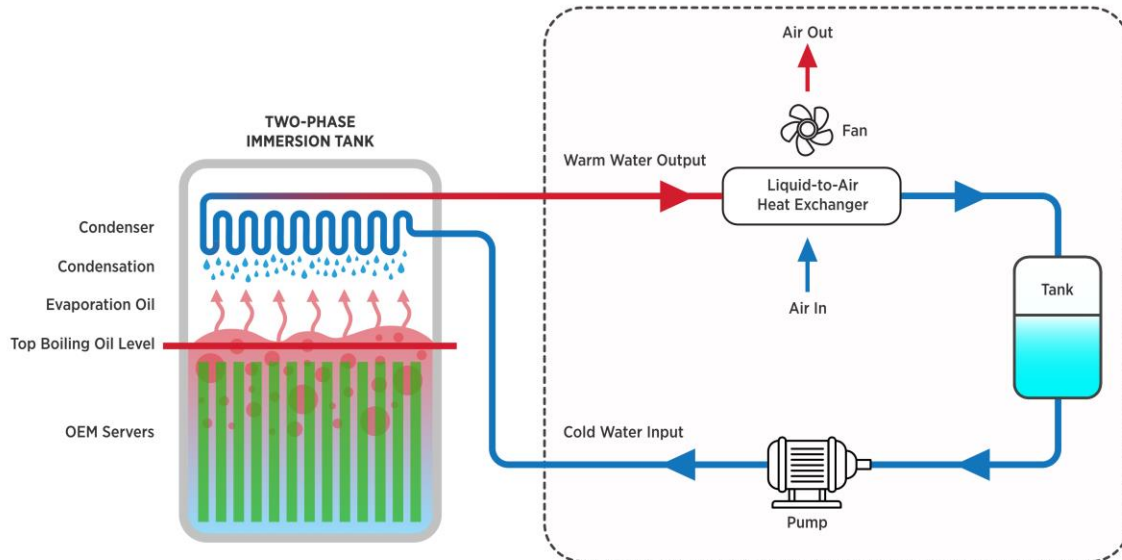 Air Out
Fan
TWO-PHASE
IMMERSION TANK
Warm Water Output
Liquid-to-Air
Heat Exchanger
Condenser
Condensation
Evaporation Oil
Air In
Tank
Top Boiling Oil Level
OEM Servers
Cold Water Input
Pump